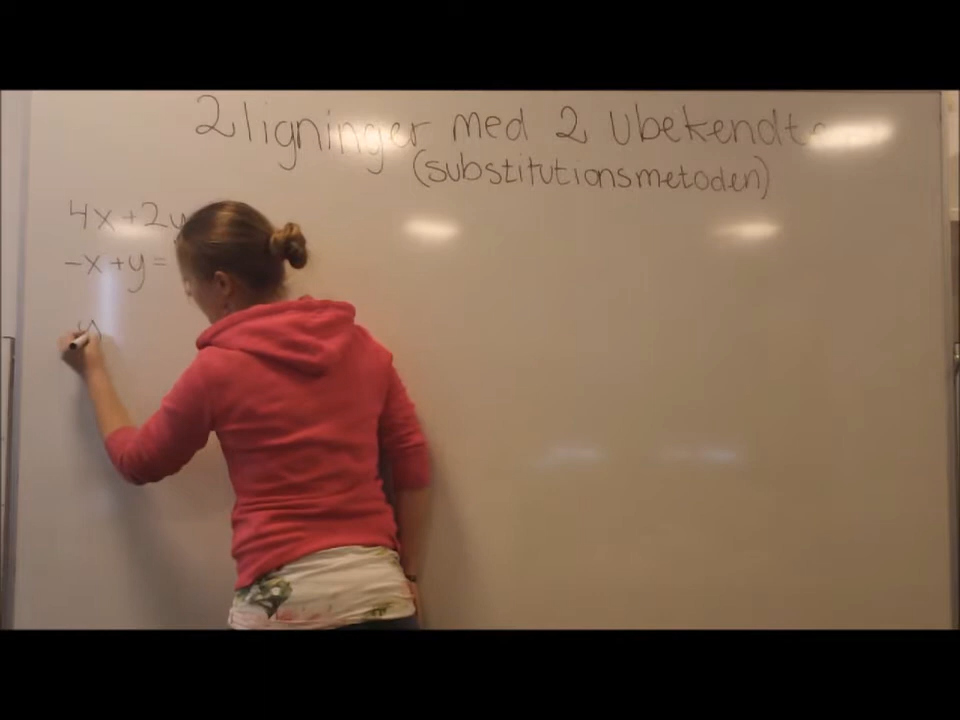 2 ligninger med 2 Ubekendte
(substitutionsmetoden)
4x+2y
-x+y=
y